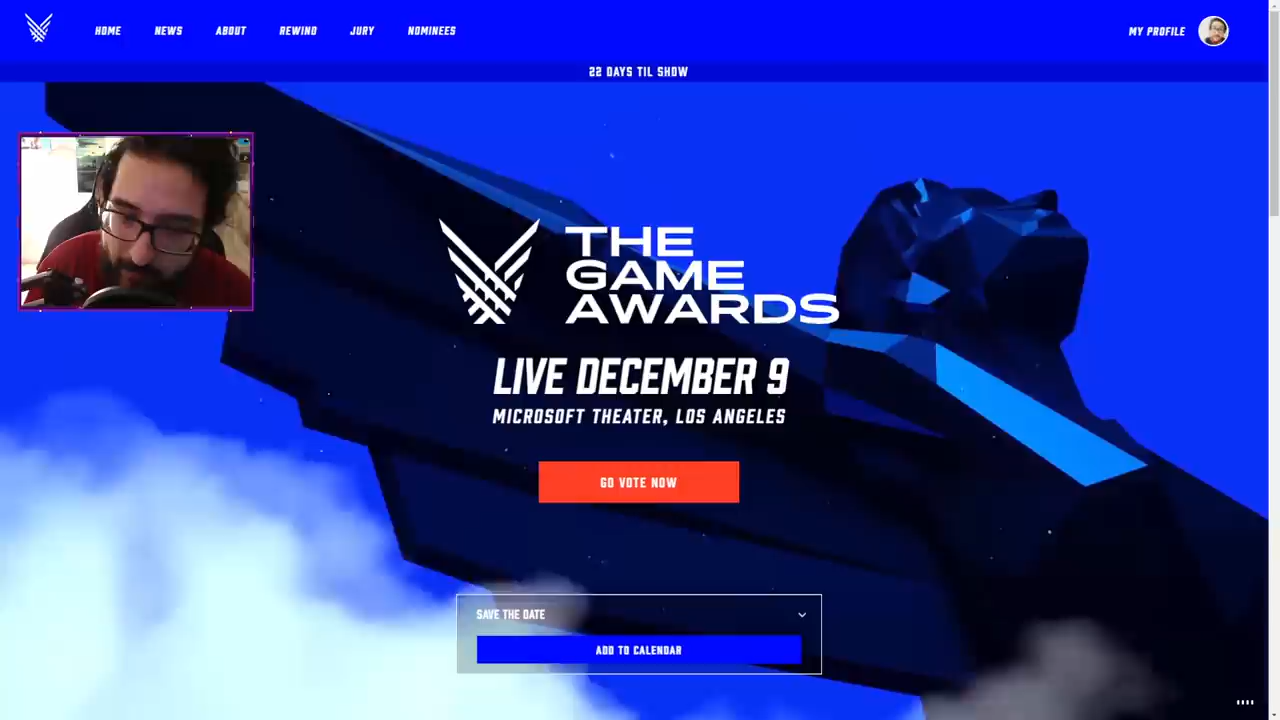 HOME NEWS ABOUT REWIND JURY NOMINEES MY PROFILE
22 DAYS TIL SHOW
THE
GAME
AWARDS
LIVE DECEMBER 9
MICROSOFT THEATER, LOS ANGELES
GO VOTE NOW
SAVE THE DATE
ADD TO CALENDAR